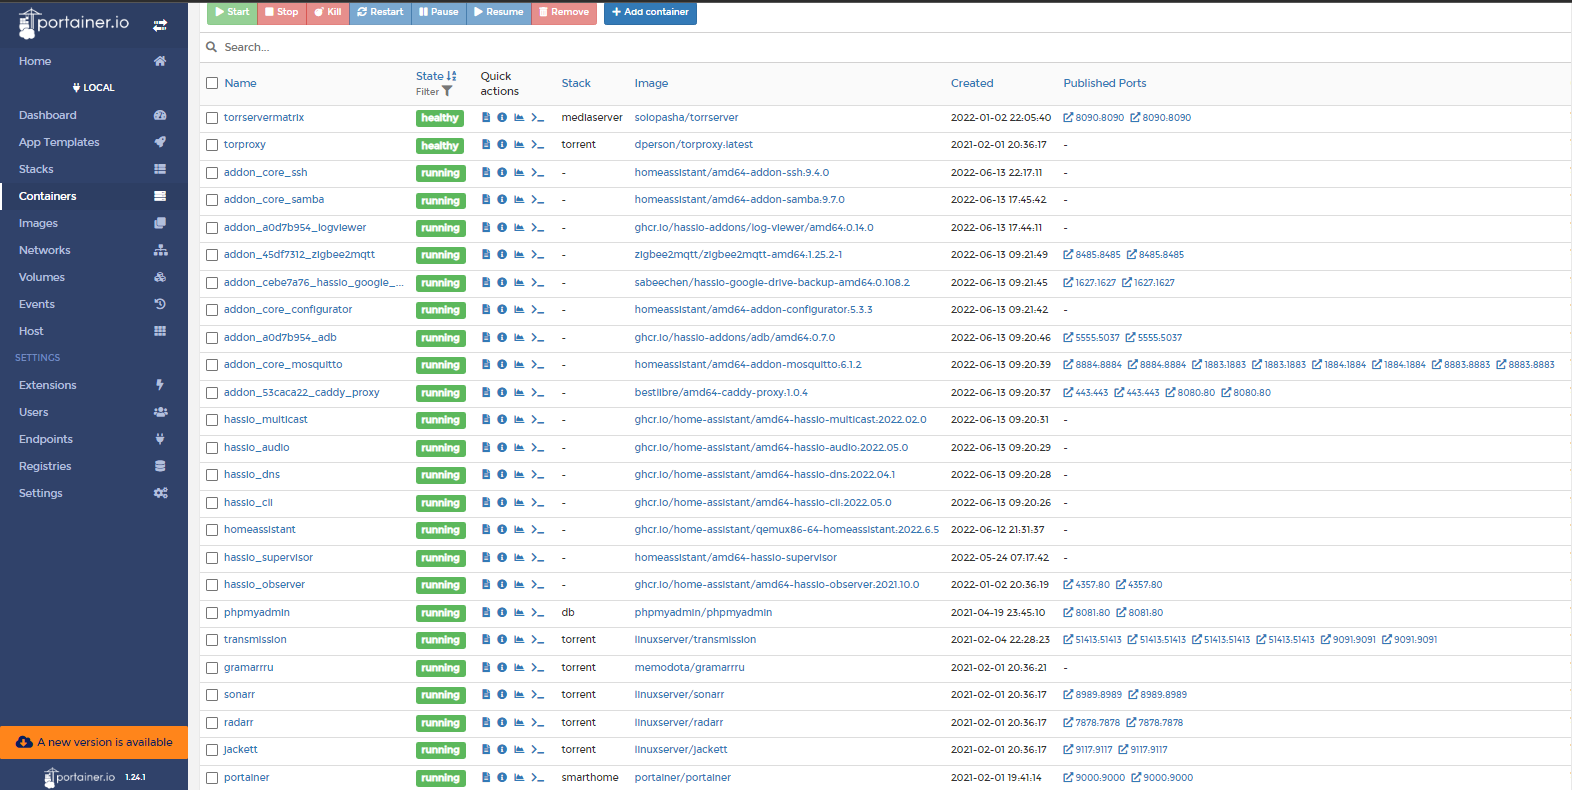 portainer.io
Start Stop Kill Restart Pause Resume Remove Add container
Search...
Home
LOCAL
Dashboard
App Templates
Stacks
Containers
Images
Networks
Volumes
Events
Host
SETTINGS
Extensions
Users
Endpoints
Registries
Settings
A new version is available
portainer.io 1.24.1
Name State Filter Quick actions Stack Image Created Published Ports
torrservermatrix healthy mediaserver solopasha/torrserver 2022-01-02 22:05:40 8090:8090 8090:8090
torproxy healthy torrent dperson/torproxy:latest 2021-02-01 20:36:17 -
addon_core_ssh running - homeassistant/amd64-addon-ssh:9.4.0 2022-06-13 22:17:11 -
addon_core_samba running - homeassistant/amd64-addon-samba:9.7.0 2022-06-13 17:45:42 -
addon_a0d7b954_logviewer running - ghcr.io/hassio-addons/log-viewer/amd64:0.14.0 2022-06-13 17:44:11 -
addon_45df7312_zigbee2mqtt running - zigbee2mqtt/zigbee2mqtt-amd64:1.25.2-1 2022-06-13 09:21:49 8485:8485 8485:8485
addon_cebe7a76_hassio_google_... running - sabeechen/hassio-google-drive-backup-amd64:0.108.2 2022-06-13 09:21:45 1627:1627 1627:1627
addon_core_configurator running - homeassistant/amd64-addon-configurator:5.3.3 2022-06-13 09:21:42 -
addon_a0d7b954_adb running - ghcr.io/hassio-addons/adb/amd64:0.7.0 2022-06-13 09:20:46 5555:5037 5555:5037
addon_core_mosquitto running - homeassistant/amd64-addon-mosquitto:6.1.2 2022-06-13 09:20:39 8884:8884 8884:8884 1883:1883 1883:1883 1884:1884 1884:1884 8883:8883 8883:8883
addon_53caca22_caddy_proxy running - bestlibre/amd64-caddy-proxy:1.0.4 2022-06-13 09:20:37 443:443 443:443 8080:80 8080:80
hassio_multicast running - ghcr.io/home-assistant/amd64-hassio-multicast:2022.02.0 2022-06-13 09:20:31 -
hassio_audio running - ghcr.io/home-assistant/amd64-hassio-audio:2022.05.0 2022-06-13 09:20:29 -
hassio_dns running - ghcr.io/home-assistant/amd64-hassio-dns:2022.04.1 2022-06-13 09:20:28 -
hassio_cli running - ghcr.io/home-assistant/amd64-hassio-cli:2022.05.0 2022-06-13 09:20:26 -
homeassistant running - ghcr.io/home-assistant/qemux86-64-homeassistant:2022.6.5 2022-06-12 21:31:37 -
hassio_supervisor running - homeassistant/amd64-hassio-supervisor 2022-05-24 07:17:42 -
hassio_observer running - ghcr.io/home-assistant/amd64-hassio-observer:2021.10.0 2022-01-02 20:36:19 4357:80 4357:80
phpmyadmin running db phpmyadmin/phpmyadmin 2021-04-19 23:45:10 8081:80 8081:80
transmission running torrent linuxserver/transmission 2021-02-04 22:28:23 51413:51413 51413:51413 51413:51413 51413:51413 9091:9091 9091:9091
gramarrru running torrent memodota/gramarrru 2021-02-01 20:36:21 -
sonarr running torrent linuxserver/sonarr 2021-02-01 20:36:17 8989:8989 8989:8989
radarr running torrent linuxserver/radarr 2021-02-01 20:36:17 7878:7878 7878:7878
jackett running torrent linuxserver/jackett 2021-02-01 20:36:17 9117:9117 9117:9117
portainer running smarthome portainer/portainer 2021-02-01 19:41:14 9000:9000 9000:9000